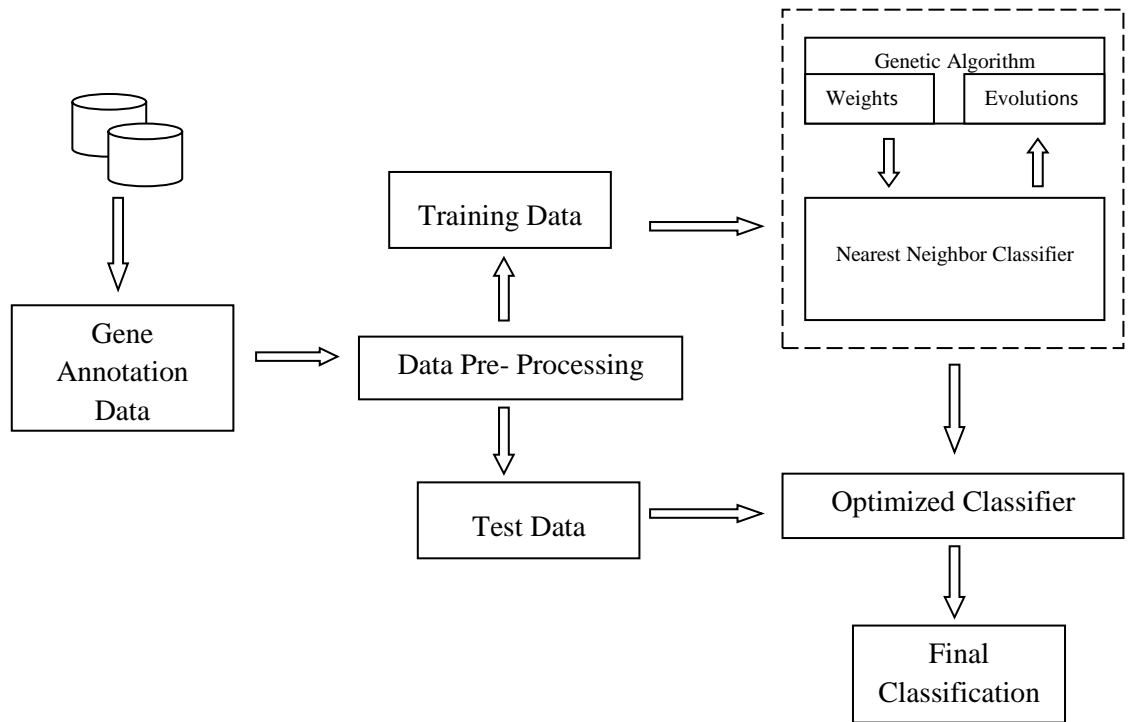 Genetic Algorithm
Weights
Evolutions
Training Data
Nearest Neighbor Classifier
Gene
Annotation
Data
Data Pre- Processing
Test Data
Optimized Classifier
Final
Classification